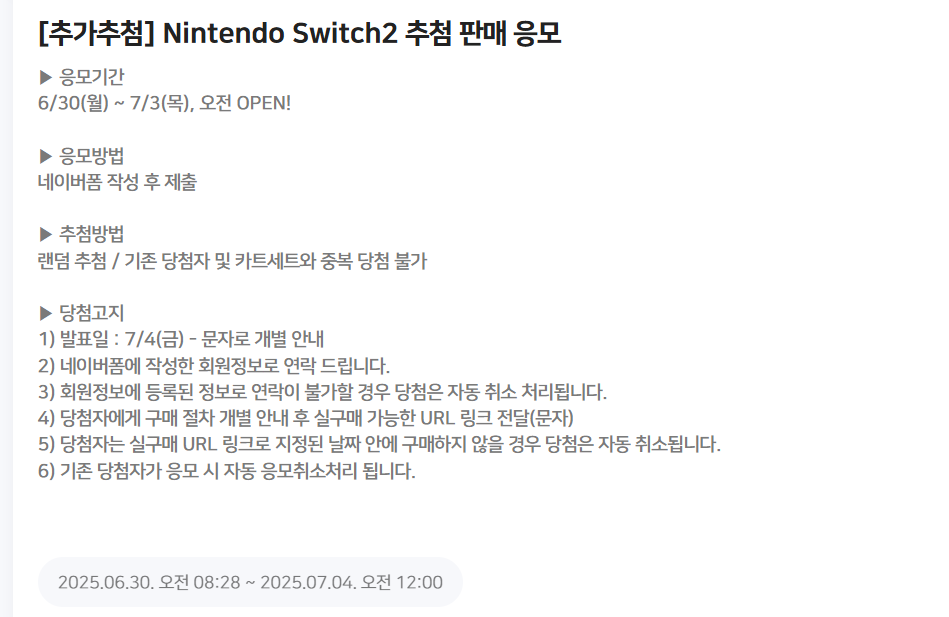 [추가추첨] Nintendo Switch2 추첨 판매 응모
▶ 응모기간
6/30(월) ~ 7/3(목), 오전 OPEN!
▶ 응모방법
네이버폼 작성 후 제출
▶ 추첨방법
랜덤 추첨 / 기존 당첨자 및 카트세트와 중복 당첨 불가
▶ 당첨고지
1) 발표일 : 7/4(금) - 문자로 개별 안내
2) 네이버폼에 작성한 회원정보로 연락 드립니다.
3) 회원정보에 등록된 정보로 연락이 불가할 경우 당첨은 자동 취소 처리됩니다.
4) 당첨자에게 구매 절차 개별 안내 후 실구매 가능한 URL 링크 전달(문자)
5) 당첨자는 실구매 URL 링크로 지정된 날짜 안에 구매하지 않을 경우 당첨은 자동 취소됩니다.
6) 기존 당첨자가 응모 시 자동 응모취소처리 됩니다.
2025.06.30. 오전 08:28 ~ 2025.07.04. 오전 12:00